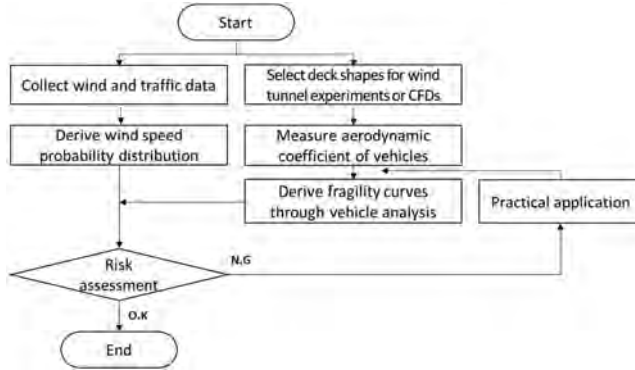 Start
Collect wind and traffic data
Select deck shapes for wind
tunnel experiments or CFDs
Derive wind speed
probability distribution
Measure aerodynamic
coefficient of vehicles
Derive fragility curves
through vehicle analysis
Practical application
Risk
assessment
N,G
O.K
End